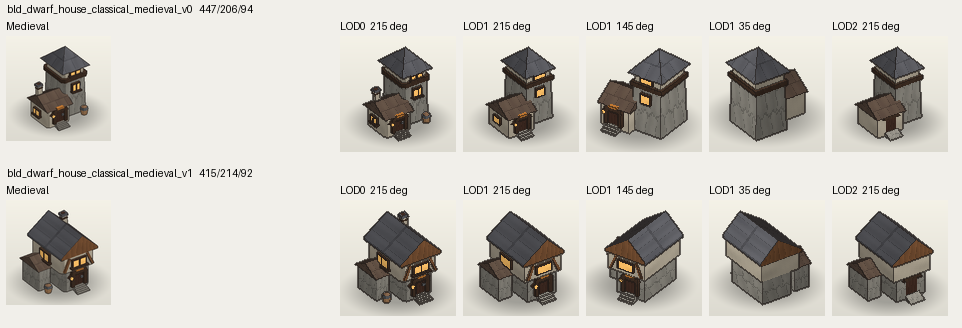 bld_dwarf_house_classical_medieval_v0 447/206/94
Medieval
LOD0 215 deg
LOD1 215 deg
LOD1 145 deg
LOD1 35 deg
LOD2 215 deg
bld_dwarf_house_classical_medieval_v1 415/214/92
Medieval
LOD0 215 deg
LOD1 215 deg
LOD1 145 deg
LOD1 35 deg
LOD2 215 deg